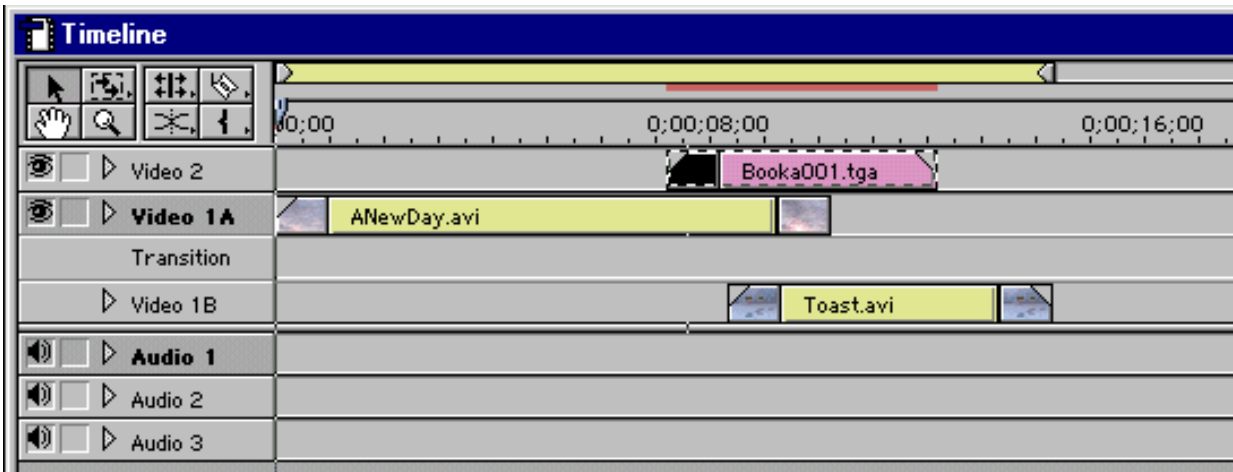 Timeline
0;00 0;00;08;00 0;00;16;00
Video 2 Booka001.tga
Video 1A ANewDay.avi
Transition
Video 1B Toast.avi
Audio 1
Audio 2
Audio 3